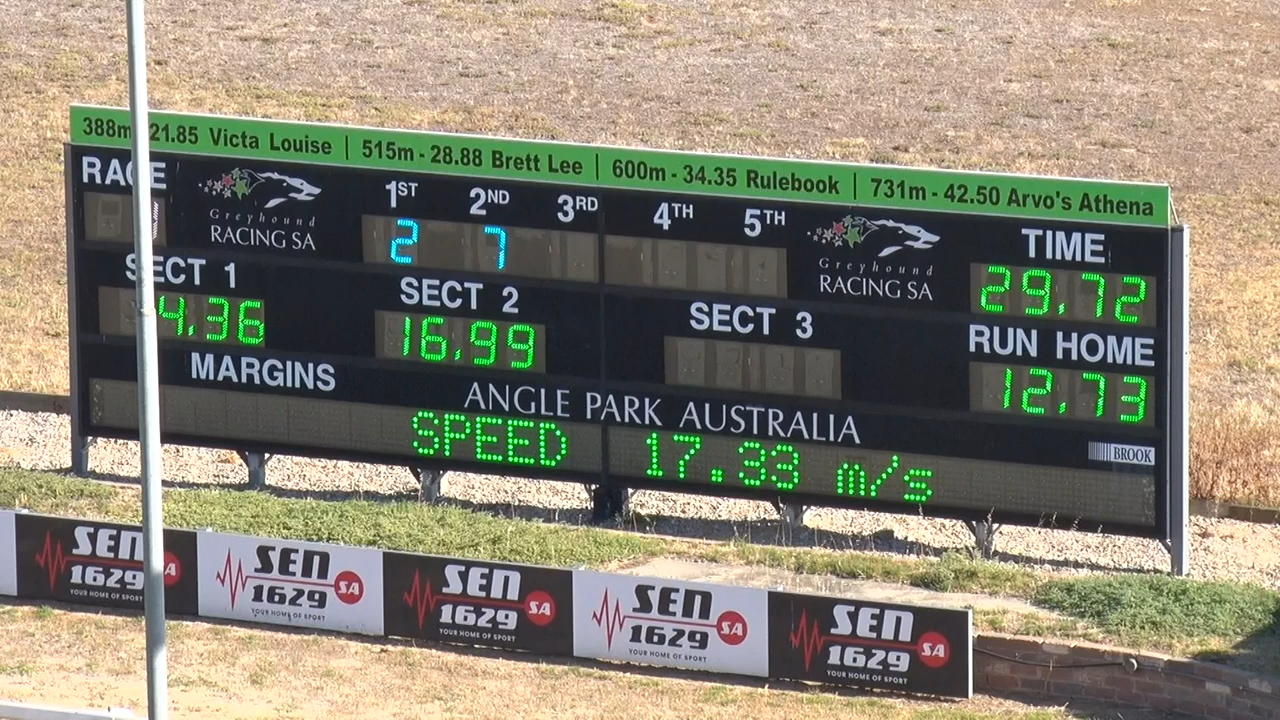 388m 21.85 Victa Louise | 515m - 28.88 Brett Lee | 600m - 34.35 Rulebook | 731m - 42.50 Arvo's Athena
RACE
Greyhound
RACING SA
1ST 2ND 3RD 4TH 5TH
2 7
Greyhound
RACING SA
TIME
29.72
SECT 1
4.36
SECT 2
16.99
SECT 3
RUN HOME
12.73
MARGINS
ANGLE PARK AUSTRALIA
SPEED 17.33 m/s
BROOK
SEN
1629 SA
SEN
1629 SA
YOUR HOME OF SPORT
SEN
1629 SA
YOUR HOME OF SPORT
SEN
1629 SA
YOUR HOME OF SPORT
SEN
1629 SA
YOUR HOME OF SPORT